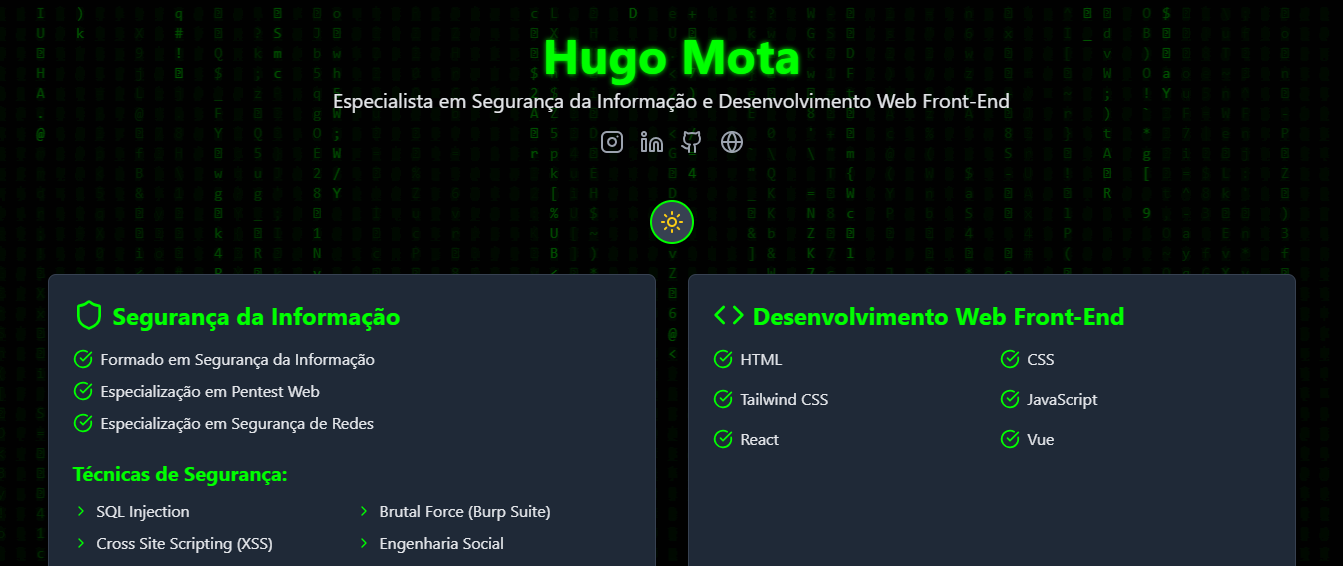 Hugo Mota
Especialista em Segurança da Informação e Desenvolvimento Web Front-End
Segurança da Informação
Formado em Segurança da Informação
Especialização em Pentest Web
Especialização em Segurança de Redes
Técnicas de Segurança:
SQL Injection
Brutal Force (Burp Suite)
Cross Site Scripting (XSS)
Engenharia Social
Desenvolvimento Web Front-End
HTML
CSS
Tailwind CSS
JavaScript
React
Vue